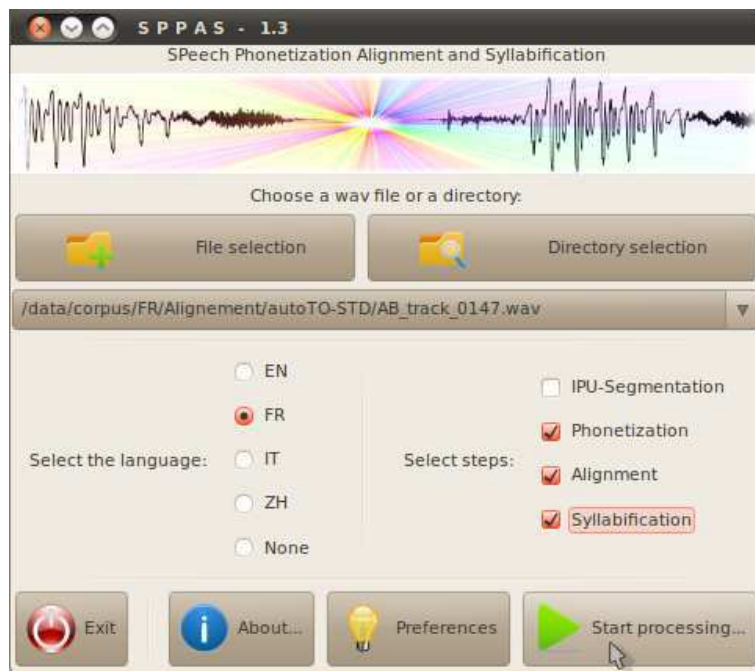 SPPAS - 1.3
SPeech Phonetization Alignment and Syllabification
Choose a wav file or a directory:
File selection
Directory selection
/data/corpus/FR/Alignement/autoTO-STD/AB_track_0147.wav
Select the language:
EN
FR
IT
ZH
None
Select steps:
IPU-Segmentation
Phonetization
Alignment
Syllabification
Exit
About...
Preferences
Start processing...